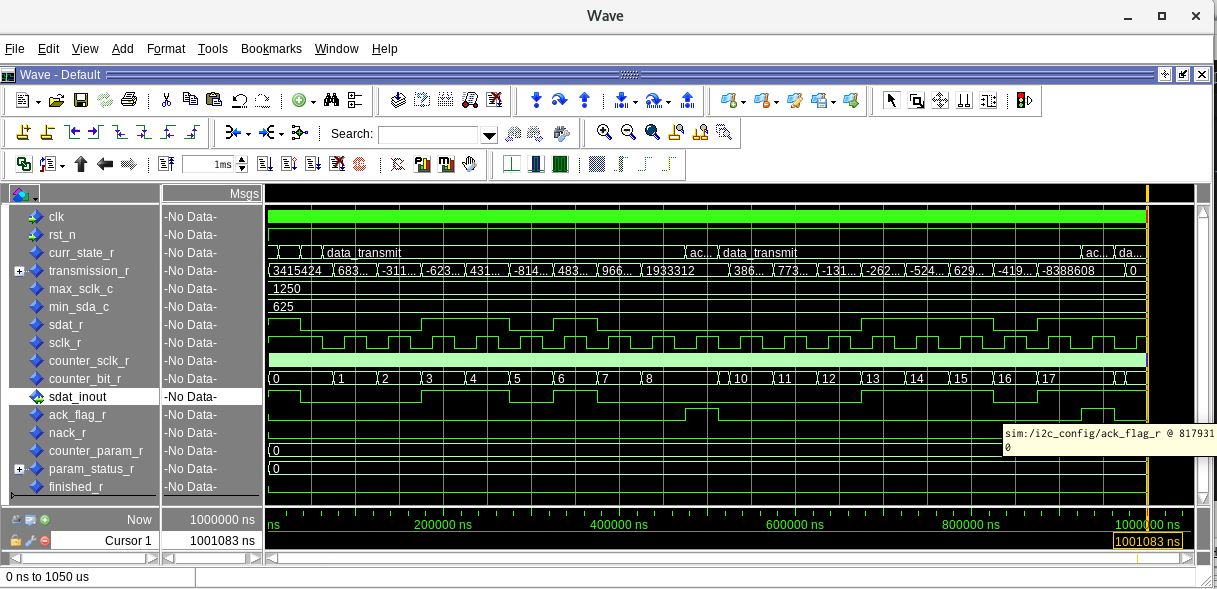 Wave
File Edit View Add Format Tools Bookmarks Window Help
Wave - Default
Search:
1ms
Msgs
clk -No Data-
rst_n -No Data-
curr_state_r -No Data- data_transmit ac... data_transmit ac... da...
transmission_r -No Data- 3415424 683... -311... -623... 431... -814... 483... 966... 1933312 386... 773... -131... -262... -524... 629... -419... -8388608 0
max_sclk_c -No Data- 1250
min_sda_c -No Data- 625
sdat_r -No Data-
sclk_r -No Data-
counter_sclk_r -No Data-
counter_bit_r -No Data- 0 1 2 3 4 5 6 7 8 10 11 12 13 14 15 16 17
sdat_inout -No Data-
ack_flag_r -No Data-
nack_r -No Data-
sim:/i2c_config/ack_flag_r @ 817931
0
counter_param_r -No Data- 0
param_status_r -No Data- 0
finished_r -No Data-
Now 1000000 ns ns 200000 ns 400000 ns 600000 ns 800000 ns 1000000 ns
Cursor 1 1001083 ns 1001083 ns
0 ns to 1050 us